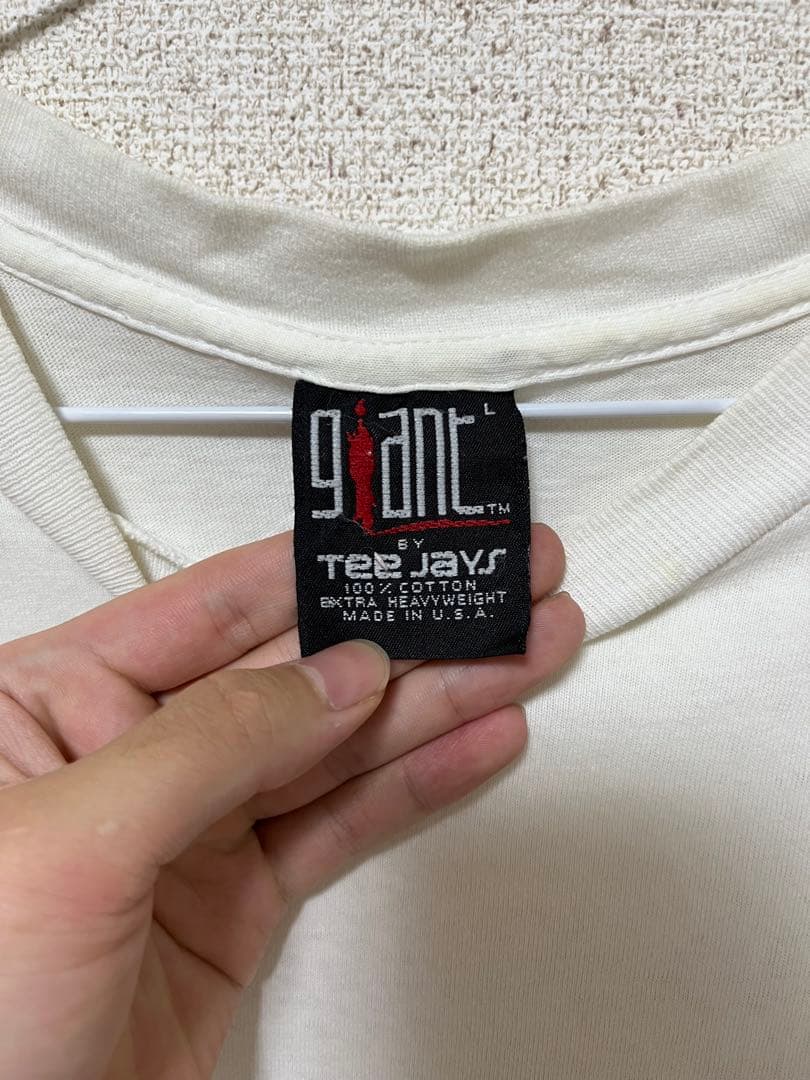 giant L
TM
BY
Tee Jays
100% COTTON
EXTRA HEAVYWEIGHT
MADE IN U.S.A.